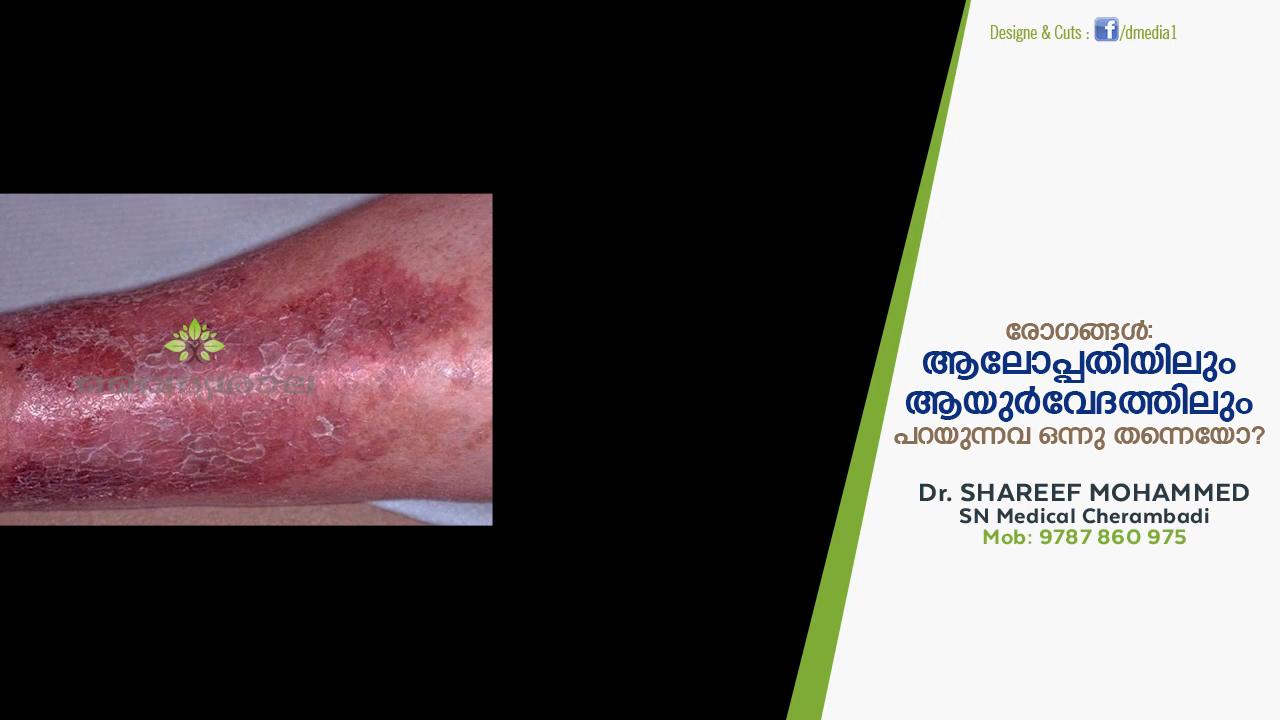 Designe & Cuts : f/dmedia1
രോഗങ്ങൾ:
ആലോപ്പതിയിലും
ആയുർവേദത്തിലും
പറയുന്നവ ഒന്നു തന്നെയോ?
Dr. SHAREEF MOHAMMED
SN Medical Cherambadi
Mob: 9787 860 975